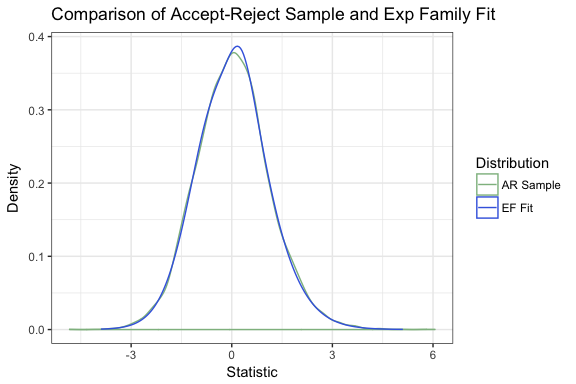 Comparison of Accept-Reject Sample and Exp Family Fit
0.4
0.3
0.2
0.1
0.0
Density
-3
0
3
6
Statistic
Distribution
AR Sample
EF Fit